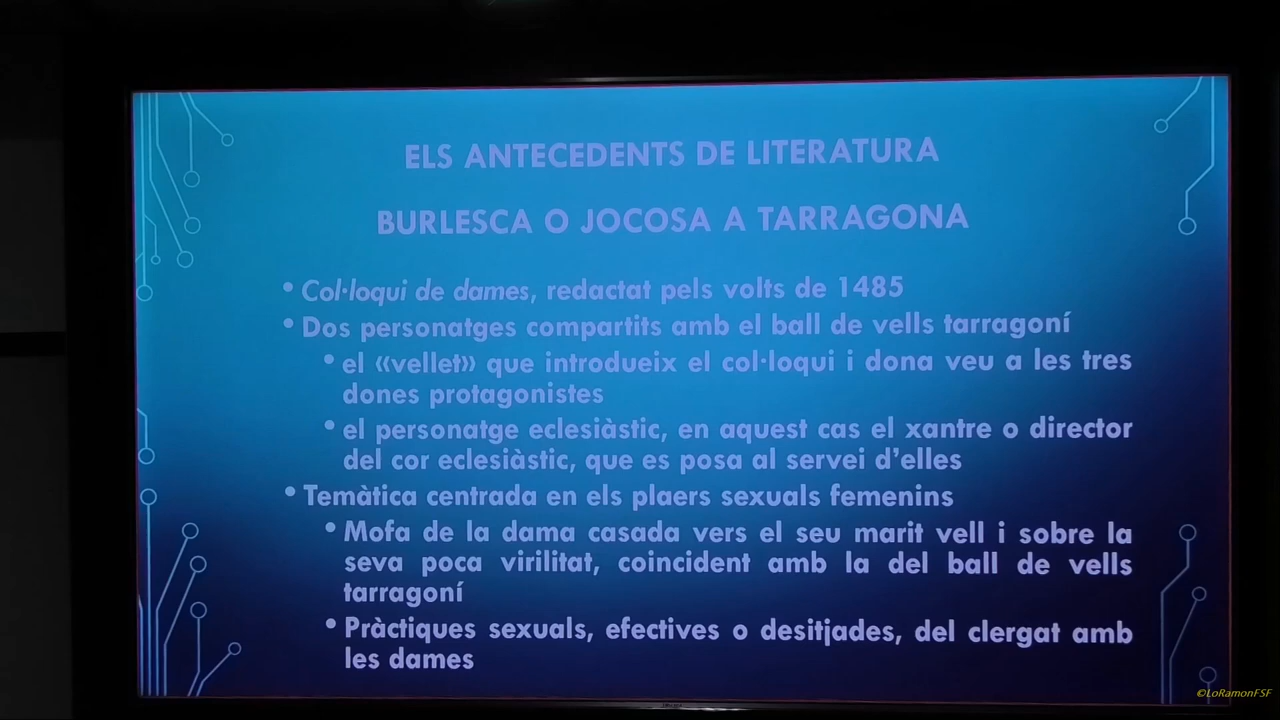 ELS ANTECEDENTS DE LITERATURA
BURLESCA O JOCOSA A TARRAGONA
• Col·loqui de dames, redactat pels volts de 1485
• Dos personatges compartits amb el ball de vells tarragoní
• el «vellet» que introdueix el col·loqui i dona veu a les tres
dones protagonistes
• el personatge eclesiàstic, en aquest cas el xantre o director
del cor eclesiàstic, que es posa al servei d’elles
• Temàtica centrada en els plaers sexuals femenins
• Mofa de la dama casada vers el seu marit vell i sobre la
seva poca virilitat, coincident amb la del ball de vells
tarragoní
• Pràctiques sexuals, efectives o desitjades, del clergat amb
les dames
©LoRamonFSF